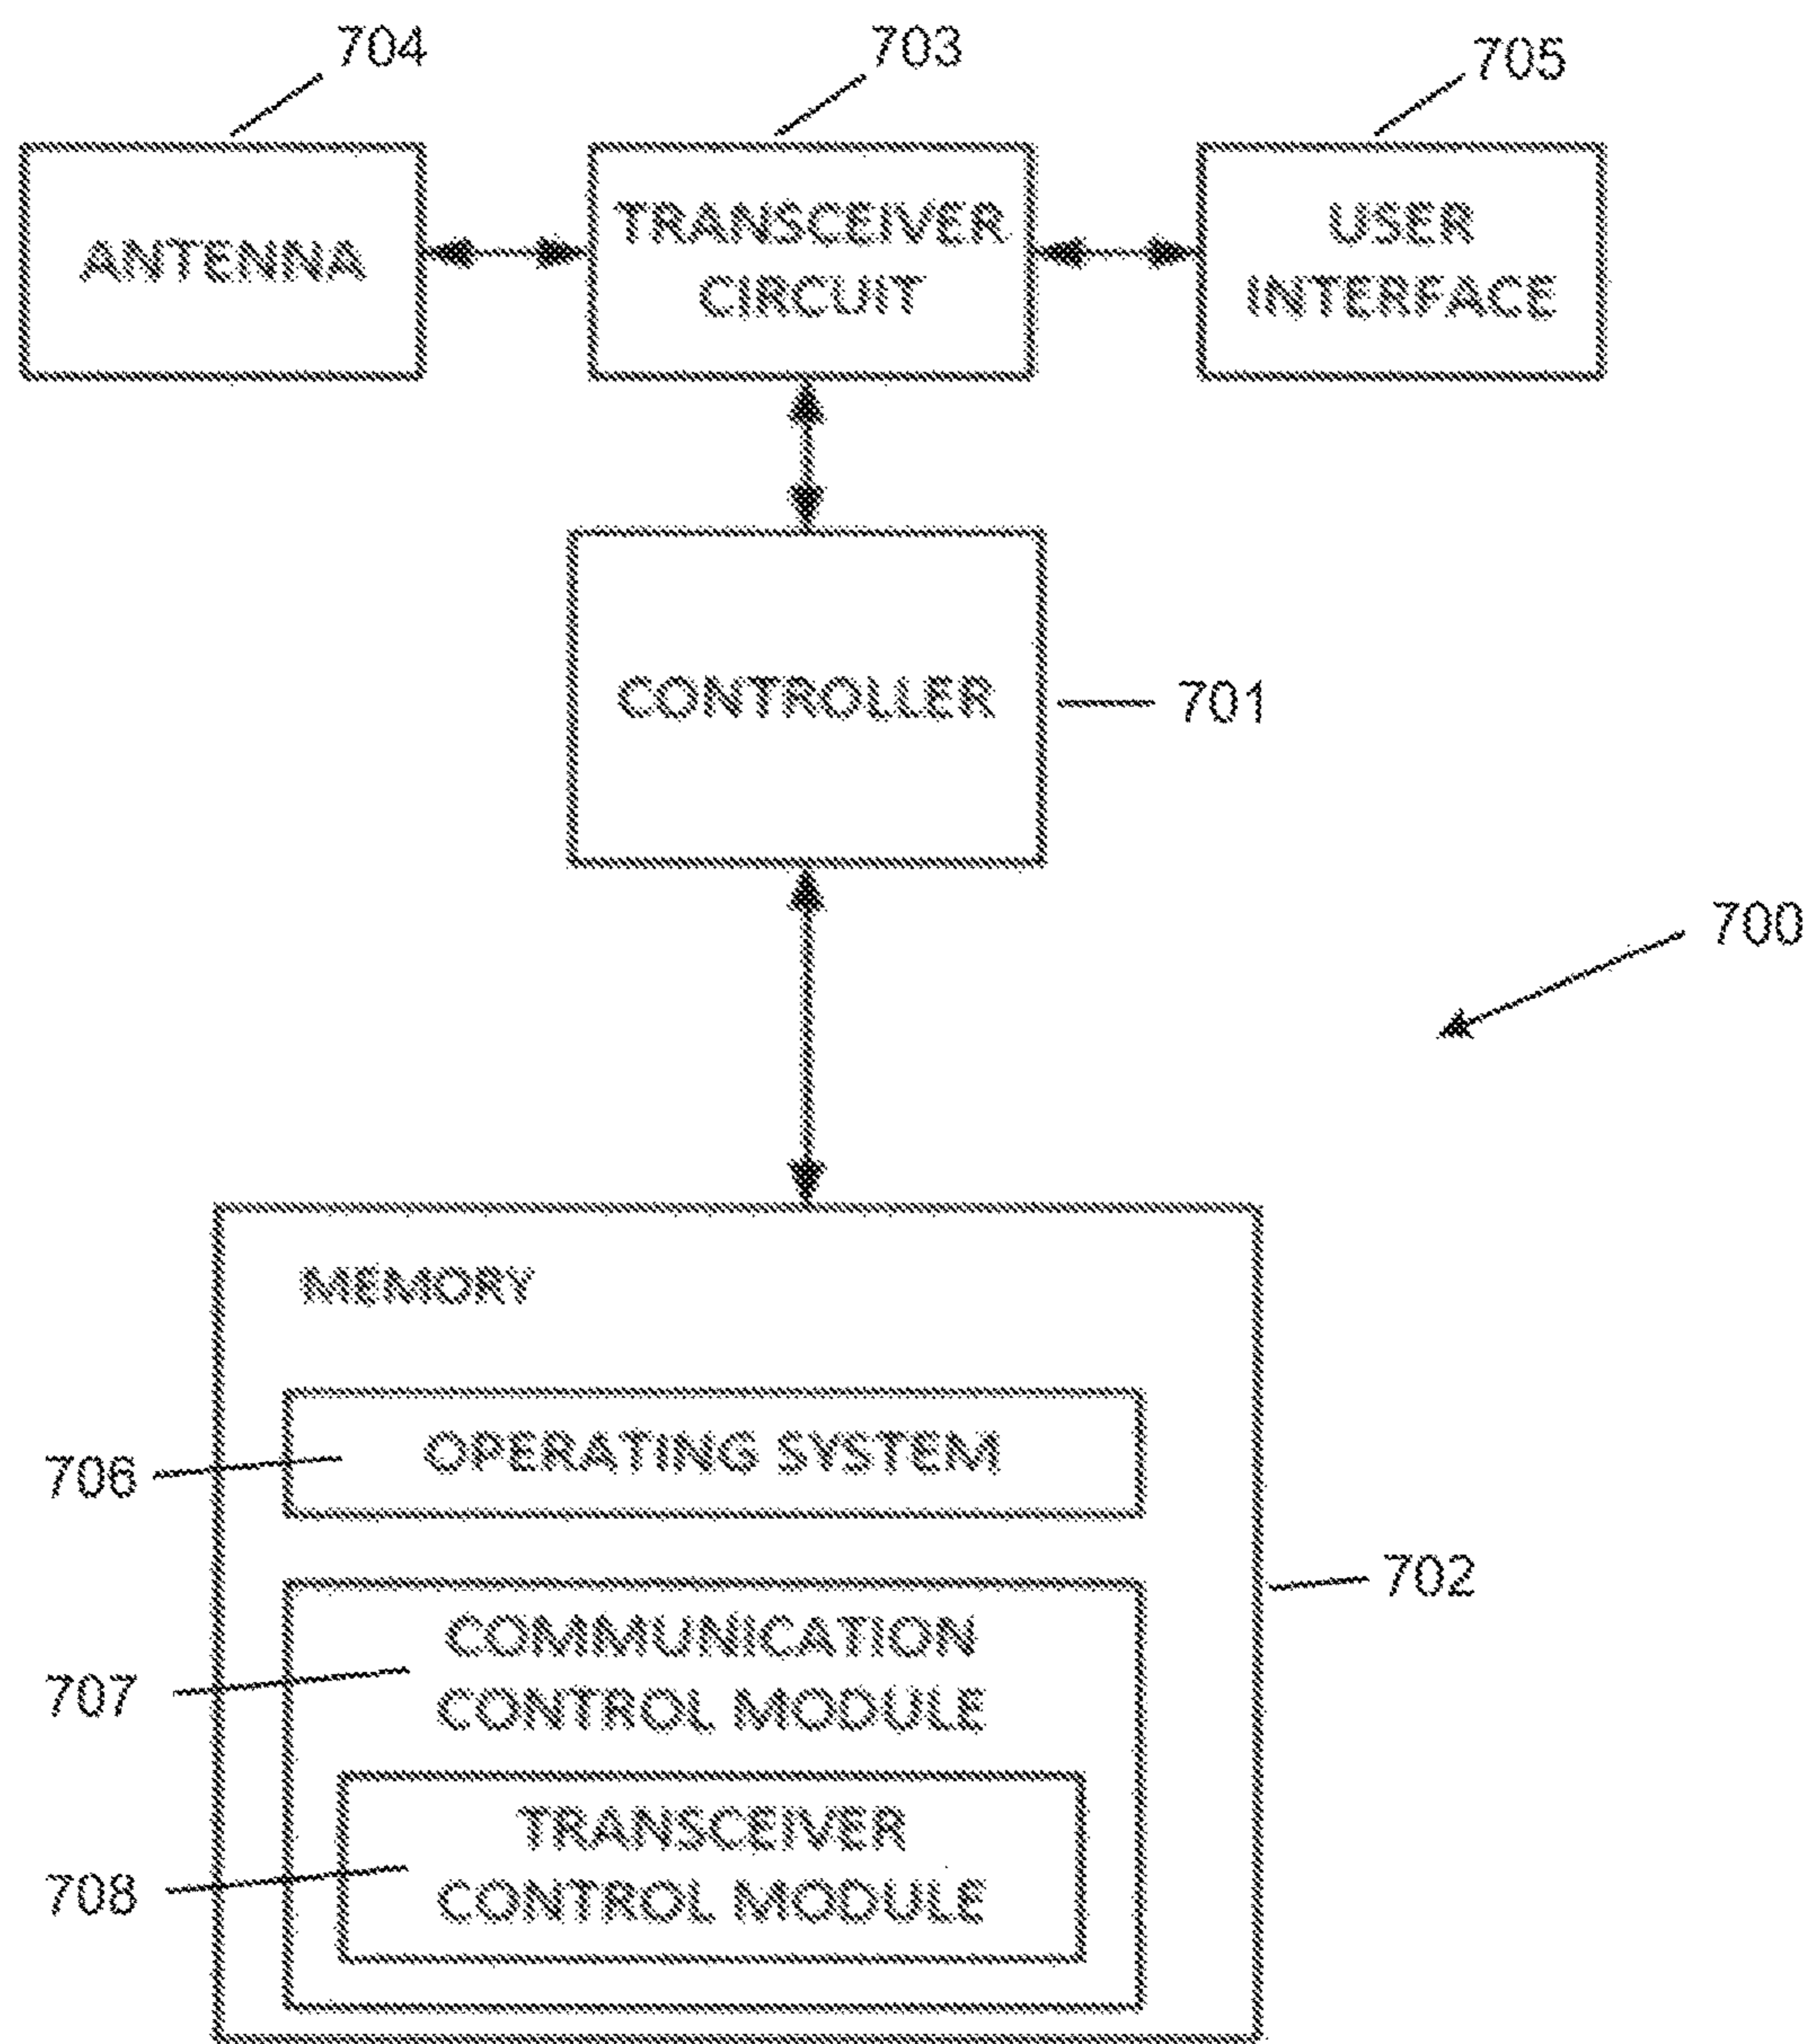 704
703
705
ANTENNA
TRANSCEIVER
CIRCUIT
USER
INTERFACE
CONTROLLER
701
700
MEMORY
OPERATING SYSTEM
706
702
COMMUNICATION
CONTROL MODULE
707
TRANSCEIVER
CONTROL MODULE
708